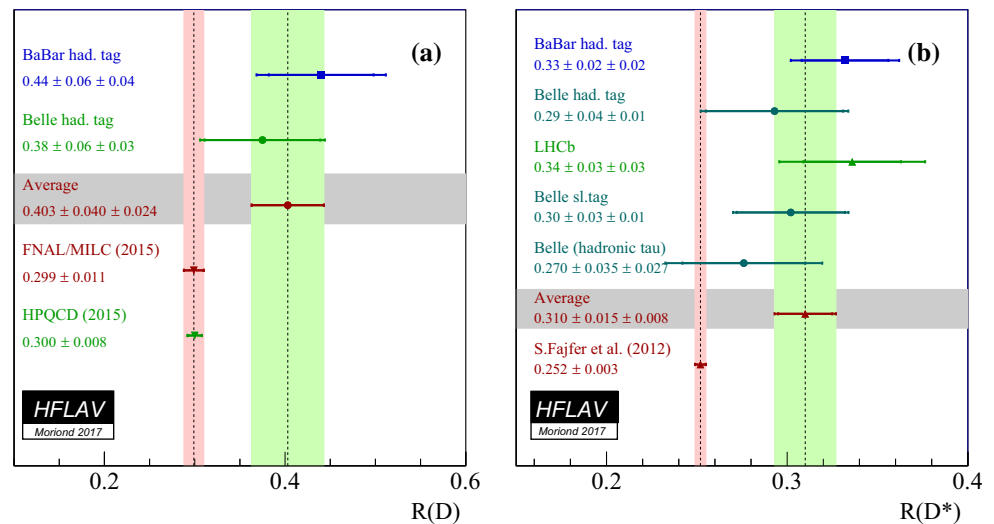 (a)
BaBar had. tag
0.44 ± 0.06 ± 0.04
Belle had. tag
0.38 ± 0.06 ± 0.03
Average
0.403 ± 0.040 ± 0.024
FNAL/MILC (2015)
0.299 ± 0.011
HPQCD (2015)
0.300 ± 0.008
HFLAV
Moriond 2017
0.2 0.4 0.6
R(D)
(b)
BaBar had. tag
0.33 ± 0.02 ± 0.02
Belle had. tag
0.29 ± 0.04 ± 0.01
LHCb
0.34 ± 0.03 ± 0.03
Belle sl.tag
0.30 ± 0.03 ± 0.01
Belle (hadronic tau)
0.270 ± 0.035 ± 0.027
Average
0.310 ± 0.015 ± 0.008
S.Fajfer et al. (2012)
0.252 ± 0.003
HFLAV
Moriond 2017
0.2 0.3 0.4
R(D*)